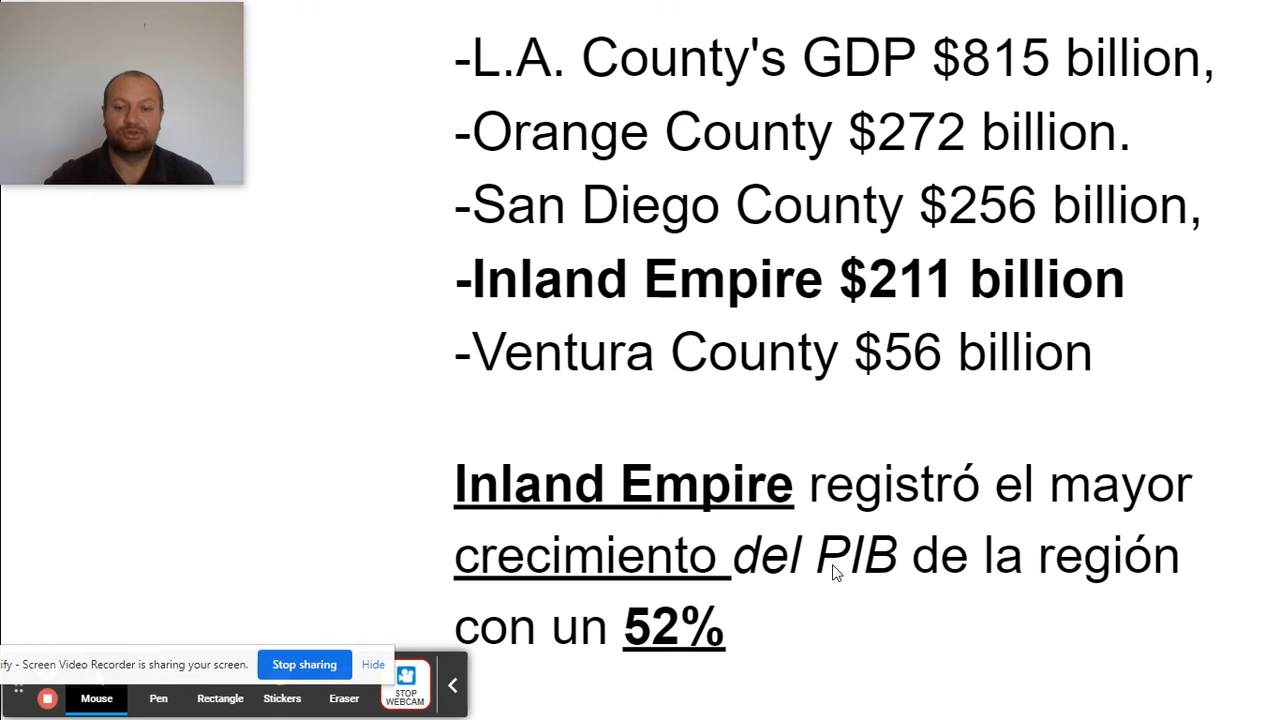 -L.A. County's GDP $815 billion,
-Orange County $272 billion.
-San Diego County $256 billion,
-Inland Empire $211 billion
-Ventura County $56 billion
Inland Empire registró el mayor
crecimiento del PIB de la región
con un 52%
ify - Screen Video Recorder is sharing your screen.
Stop sharing
Hide
Mouse
Pen
Rectangle
Stickers
Eraser
STOP
WEBCAM